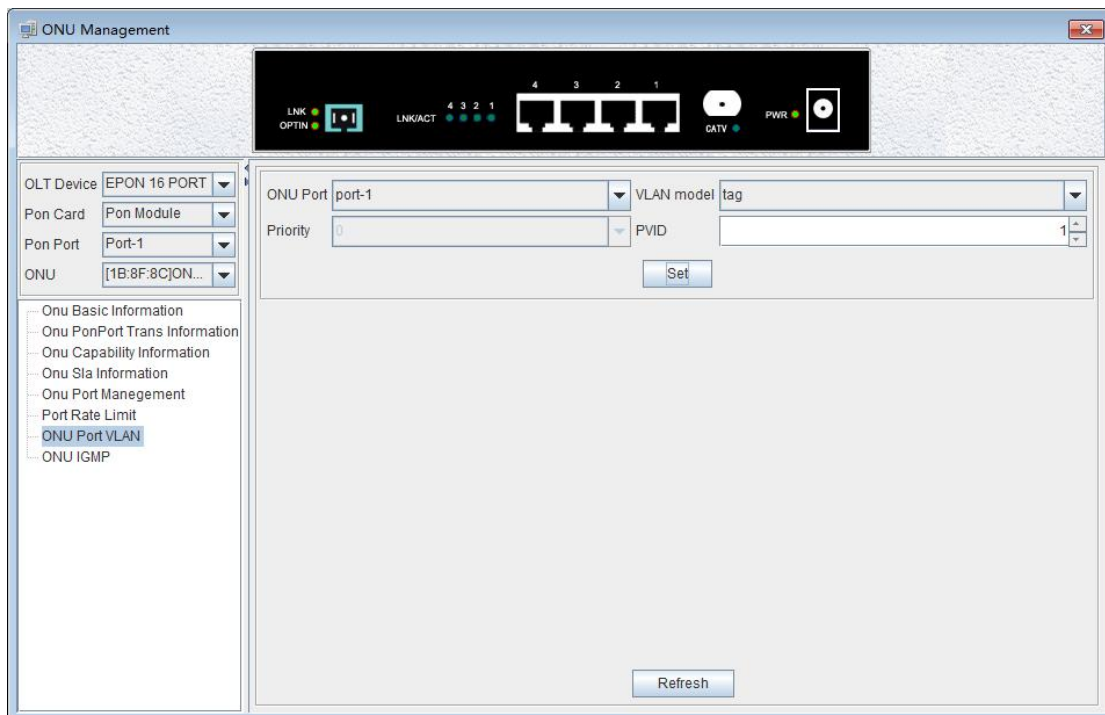 ONU Management
4 3 2 1
LNK
OPTIN
LNK/ACT
4 3 2 1
CATV
PWR
OLT Device EPON 16 PORT
Pon Card Pon Module
Pon Port Port-1
ONU [1B:8F:8C]ON...
Onu Basic Information
Onu PonPort Trans Information
Onu Capability Information
Onu Sla Information
Onu Port Manegement
Port Rate Limit
ONU Port VLAN
ONU IGMP
ONU Port port-1 VLAN model tag
Priority 0 PVID 1
Set
Refresh